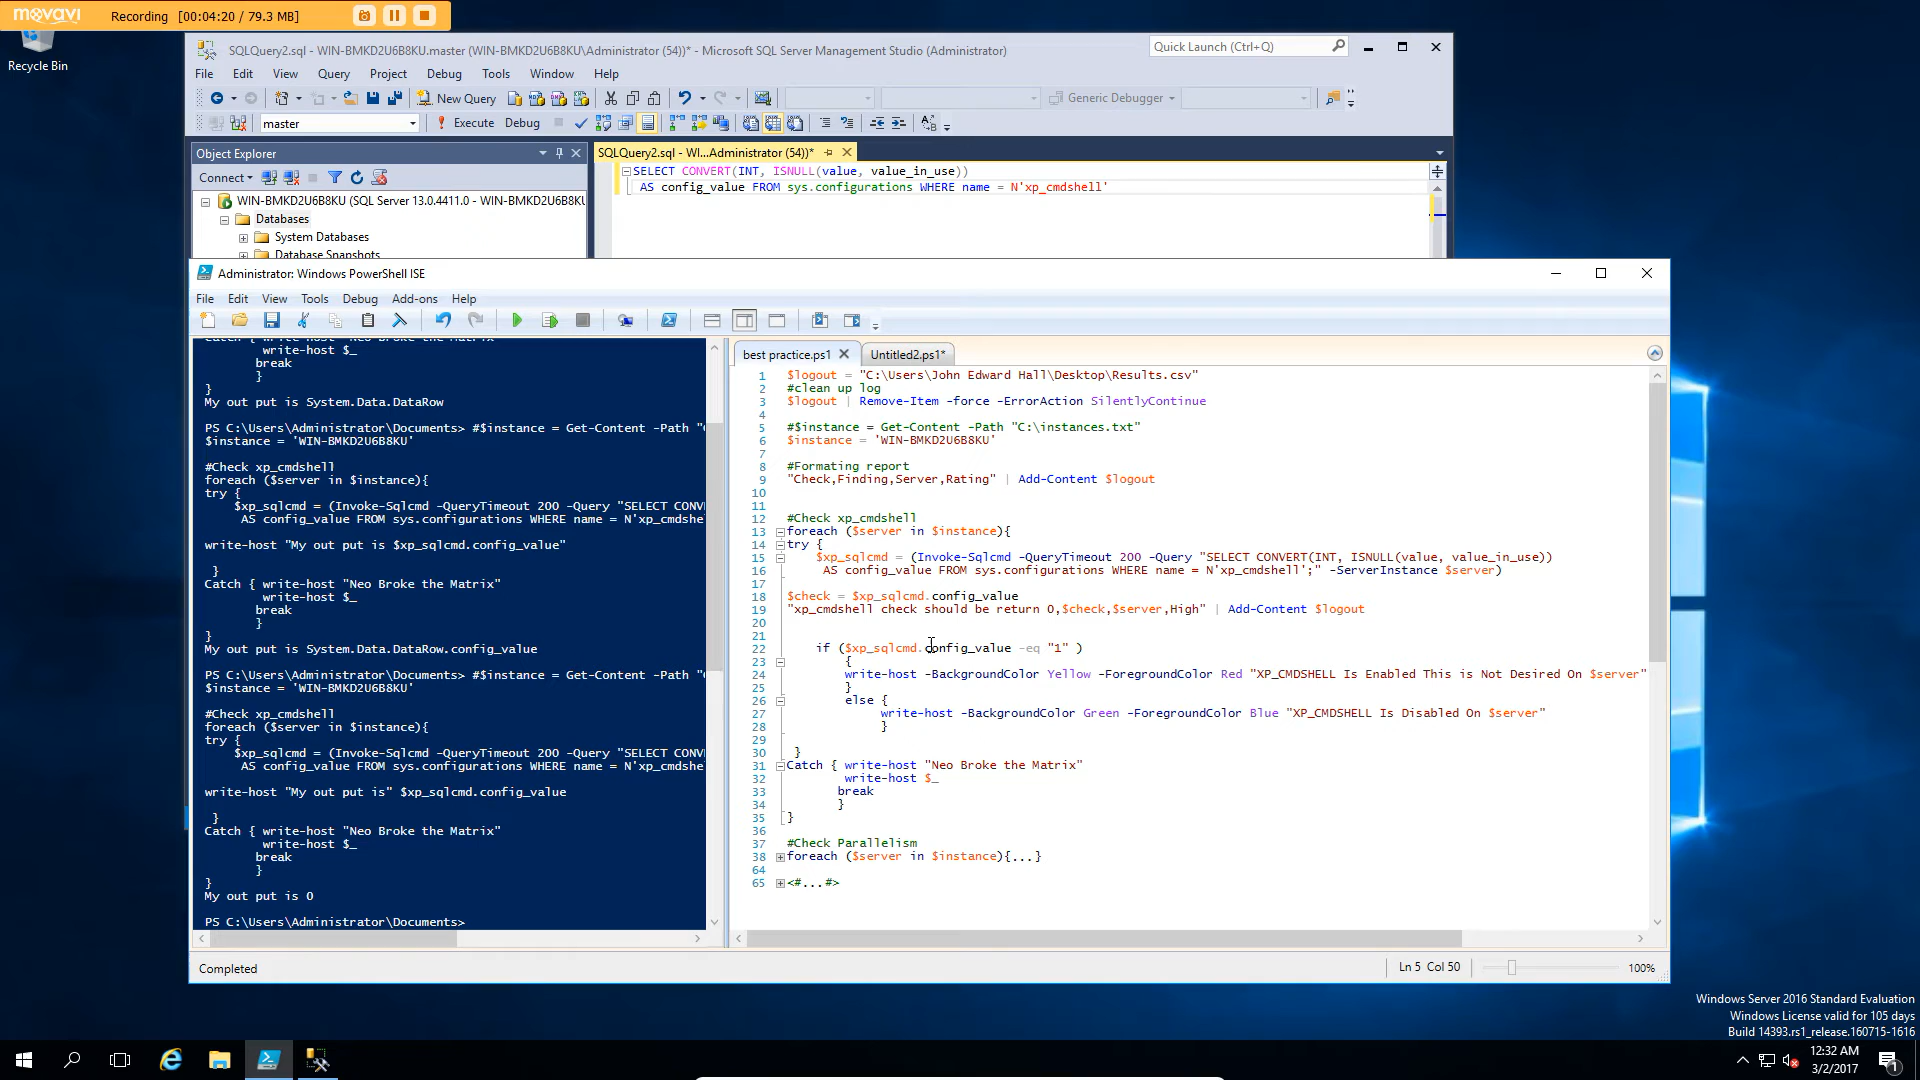 movavi
Recording [00:04:20 / 79.3 MB]
Recycle Bin
SQLQuery2.sql - WIN-BMKD2U6B8KU.master (WIN-BMKD2U6B8KU\Administrator (54))* - Microsoft SQL Server Management Studio (Administrator)
Quick Launch (Ctrl+Q)
File Edit View Query Project Debug Tools Window Help
New Query
Generic Debugger
master
Execute Debug
Object Explorer
SQLQuery2.sql - WI...Administrator (54))*
Connect
SELECT CONVERT(INT, ISNULL(value, value_in_use))
AS config_value FROM sys.configurations WHERE name = N'xp_cmdshell'
WIN-BMKD2U6B8KU (SQL Server 13.0.4411.0 - WIN-BMKD2U6B8KU
Databases
System Databases
Database Snapshots
Administrator: Windows PowerShell ISE
File Edit View Tools Debug Add-ons Help
Catch { write-host "Neo Broke the Matrix"
write-host $_
break
}
}
My out put is System.Data.DataRow
PS C:\Users\Administrator\Documents> #$instance = Get-Content -Path "
$instance = 'WIN-BMKD2U6B8KU'
#Check xp_cmdshell
foreach ($server in $instance){
try {
$xp_sqlcmd = (Invoke-Sqlcmd -QueryTimeout 200 -Query "SELECT CONV
AS config_value FROM sys.configurations WHERE name = N'xp_cmdshe
write-host "My out put is $xp_sqlcmd.config_value"
}
Catch { write-host "Neo Broke the Matrix"
write-host $_
break
}
}
My out put is System.Data.DataRow.config_value
PS C:\Users\Administrator\Documents> #$instance = Get-Content -Path "
$instance = 'WIN-BMKD2U6B8KU'
#Check xp_cmdshell
foreach ($server in $instance){
try {
$xp_sqlcmd = (Invoke-Sqlcmd -QueryTimeout 200 -Query "SELECT CONV
AS config_value FROM sys.configurations WHERE name = N'xp_cmdshe
write-host "My out put is" $xp_sqlcmd.config_value
}
Catch { write-host "Neo Broke the Matrix"
write-host $_
break
}
}
My out put is 0
PS C:\Users\Administrator\Documents>
best practice.ps1
Untitled2.ps1*
1 $logout = "C:\Users\John Edward Hall\Desktop\Results.csv"
2 #clean up log
3 $logout | Remove-Item -force -ErrorAction SilentlyContinue
4
5 #$instance = Get-Content -Path "C:\instances.txt"
6 $instance = 'WIN-BMKD2U6B8KU'
7
8 #Formating report
9 "Check,Finding,Server,Rating" | Add-Content $logout
10
11
12 #Check xp_cmdshell
13 foreach ($server in $instance){
14 try {
15 $xp_sqlcmd = (Invoke-Sqlcmd -QueryTimeout 200 -Query "SELECT CONVERT(INT, ISNULL(value, value_in_use))
16 AS config_value FROM sys.configurations WHERE name = N'xp_cmdshell';" -ServerInstance $server)
17
18 $check = $xp_sqlcmd.config_value
19 "xp_cmdshell check should be return 0,$check,$server,High" | Add-Content $logout
20
21
22 if ($xp_sqlcmd.config_value -eq "1" )
23 {
24 write-host -BackgroundColor Yellow -ForegroundColor Red "XP_CMDSHELL Is Enabled This is Not Desired On $server"
25 }
26 else {
27 write-host -BackgroundColor Green -ForegroundColor Blue "XP_CMDSHELL Is Disabled On $server"
28 }
29
30 }
31 Catch { write-host "Neo Broke the Matrix"
32 write-host $_
33 break
34 }
35 }
36
37 #Check Parallelism
38 foreach ($server in $instance){...}
64
65 <#...#>
Completed
Ln 5 Col 50
100%
Windows Server 2016 Standard Evaluation
Windows License valid for 105 days
Build 14393.rs1_release.160715-1616
12:32 AM
3/2/2017
1